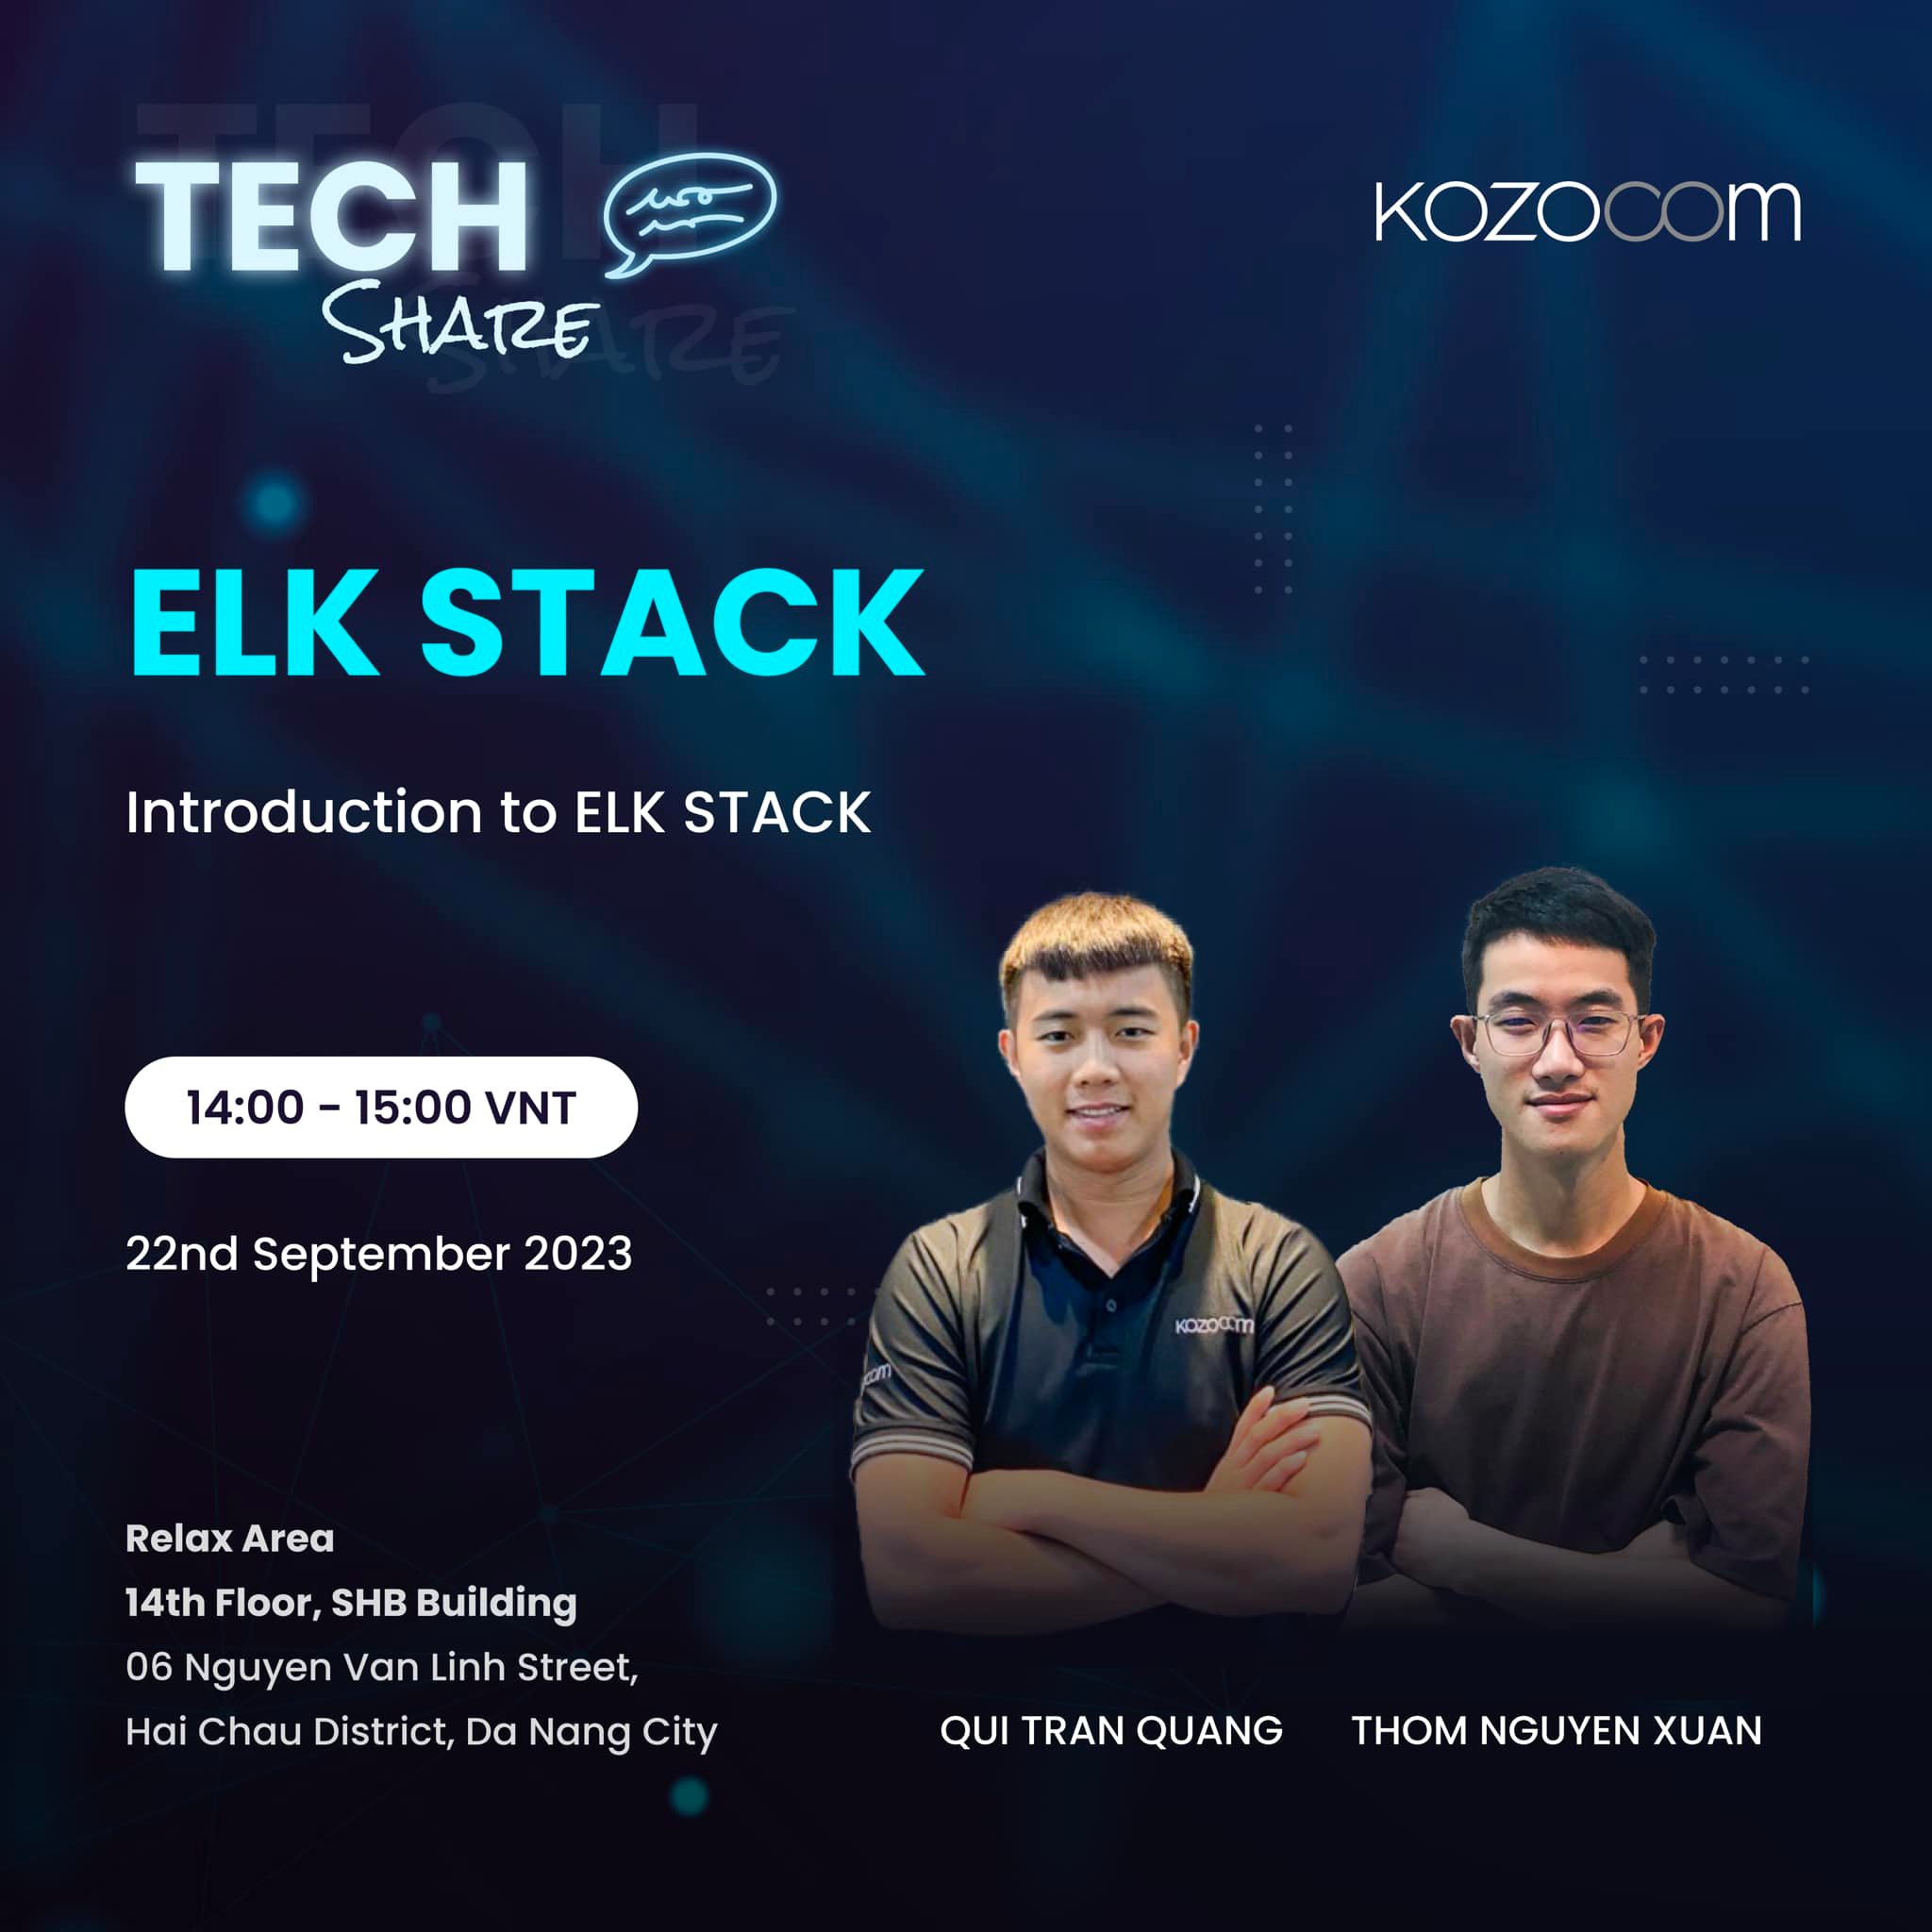 TECH
SHARE
KOZOCOM
ELK STACK
Introduction to ELK STACK
14:00 - 15:00 VNT
22nd September 2023
KOZOCOM
com
Relax Area
14th Floor, SHB Building
06 Nguyen Van Linh Street,
Hai Chau District, Da Nang City
QUI TRAN QUANG
THOM NGUYEN XUAN